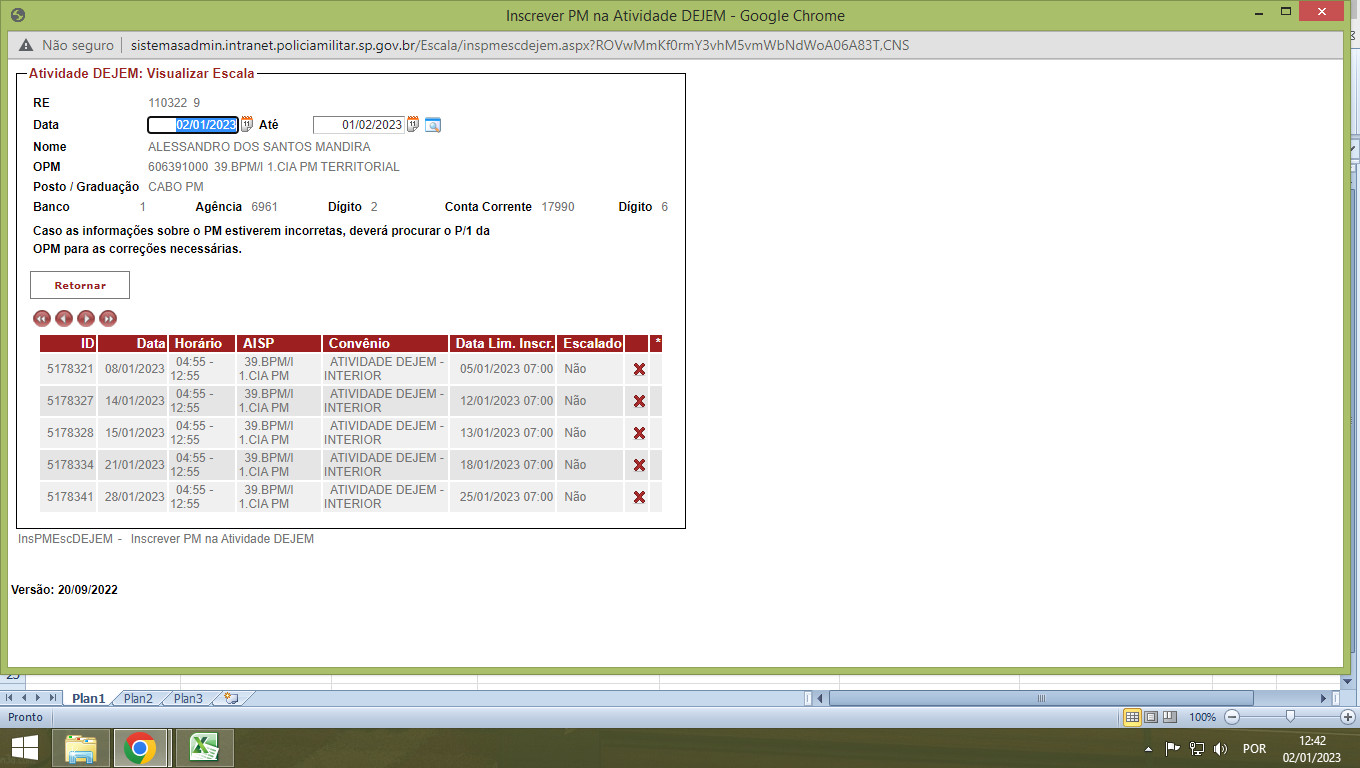 Inscrever PM na Atividade DEJEM - Google Chrome
Não seguro | sistemasadmin.intranet.policiamilitar.sp.gov.br/Escala/inspmescdejem.aspx?ROVwMmKf0rmY3vhM5vmWbNdWoA06A83T,CNS
Atividade DEJEM: Visualizar Escala
RE 110322 9
Data 02/01/2023 Até 01/02/2023
Nome ALESSANDRO DOS SANTOS MANDIRA
OPM 606391000 39.BPM/I 1.CIA PM TERRITORIAL
Posto / Graduação CABO PM
Banco 1 Agência 6961 Dígito 2 Conta Corrente 17990 Dígito 6
Caso as informações sobre o PM estiverem incorretas, deverá procurar o P/1 da
OPM para as correções necessárias.
Retornar
ID Data Horário AISP Convênio Data Lim. Inscr. Escalado *
5178321 08/01/2023 04:55 - 12:55 39.BPM/I 1.CIA PM ATIVIDADE DEJEM - INTERIOR 05/01/2023 07:00 Não
5178327 14/01/2023 04:55 - 12:55 39.BPM/I 1.CIA PM ATIVIDADE DEJEM - INTERIOR 12/01/2023 07:00 Não
5178328 15/01/2023 04:55 - 12:55 39.BPM/I 1.CIA PM ATIVIDADE DEJEM - INTERIOR 13/01/2023 07:00 Não
5178334 21/01/2023 04:55 - 12:55 39.BPM/I 1.CIA PM ATIVIDADE DEJEM - INTERIOR 18/01/2023 07:00 Não
5178341 28/01/2023 04:55 - 12:55 39.BPM/I 1.CIA PM ATIVIDADE DEJEM - INTERIOR 25/01/2023 07:00 Não
InsPMEscDEJEM - Inscrever PM na Atividade DEJEM
Versão: 20/09/2022
Plan1 Plan2 Plan3
Pronto 100%
POR 12:42
02/01/2023